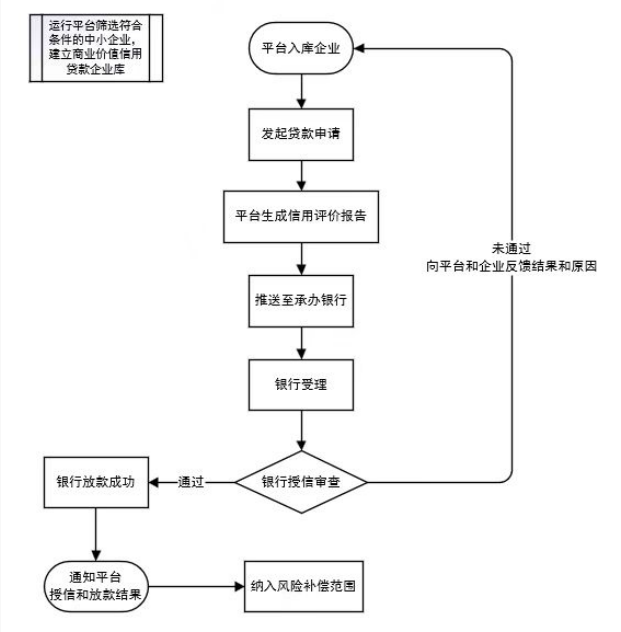 运行平台筛选符合
条件的中小企业，
建立商业价值信用
贷款企业库
平台入库企业
发起贷款申请
平台生成信用评价报告
未通过
向平台和企业反馈结果和原因
推送至承办银行
银行受理
银行授信审查
通过
银行放款成功
通知平台
授信和放款结果
纳入风险补偿范围